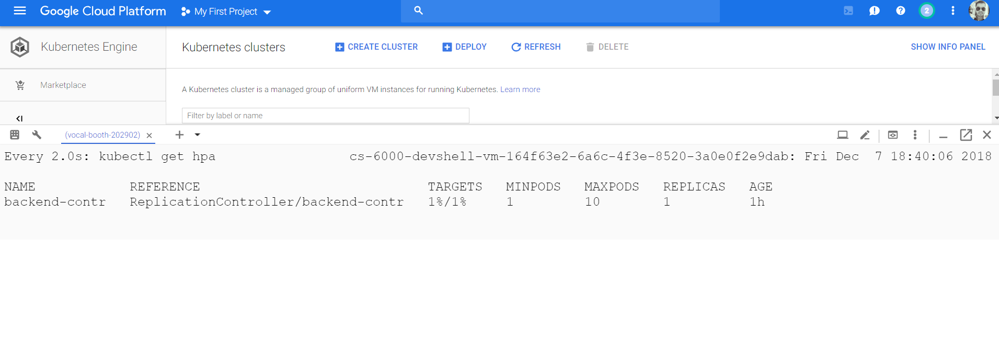 Google Cloud Platform My First Project 2
Kubernetes Engine Kubernetes clusters CREATE CLUSTER DEPLOY REFRESH DELETE SHOW INFO PANEL
Marketplace
A Kubernetes cluster is a managed group of uniform VM instances for running Kubernetes. Learn more
Filter by label or name
(vocal-booth-202902)
Every 2.0s: kubectl get hpa cs-6000-devshell-vm-164f63e2-6a6c-4f3e-8520-3a0e0f2e9dab: Fri Dec 7 18:40:06 2018
NAME REFERENCE TARGETS MINPODS MAXPODS REPLICAS AGE
backend-contr ReplicationController/backend-contr 1%/1% 1 10 1 1h